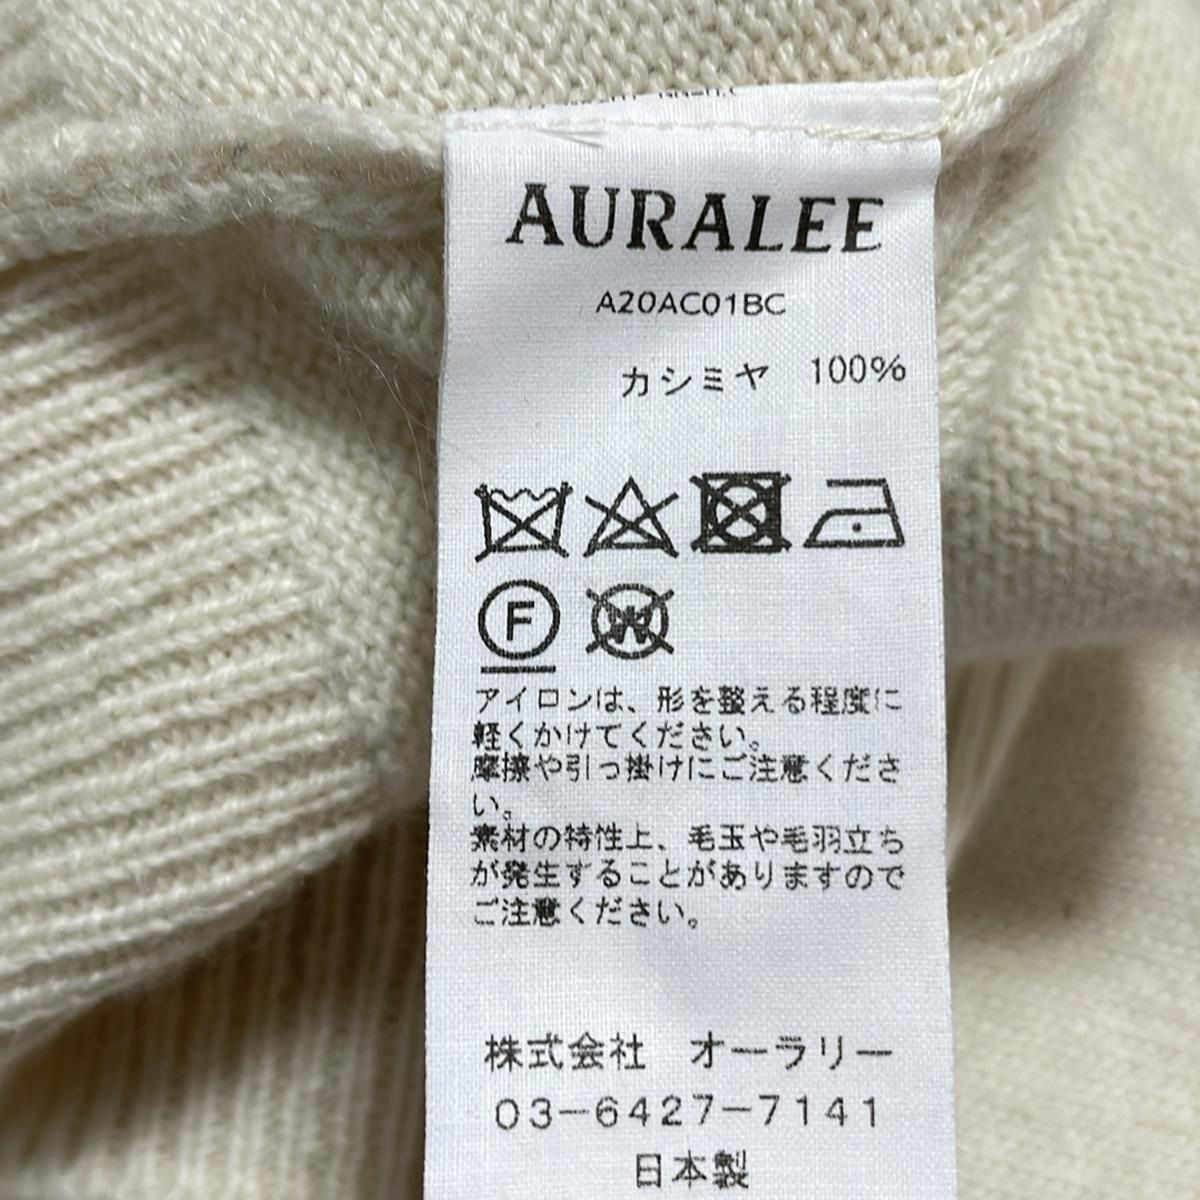 AURALEE
A20AC01BC
カシミヤ 100%
F
W
アイロンは、形を整える程度に
軽くかけてください。
摩擦や引っ掛けにご注意くださ
い。
素材の特性上、毛玉や毛羽立ち
が発生することがありますので
ご注意ください。
株式会社 オーラリー
03-6427-7141
日本製